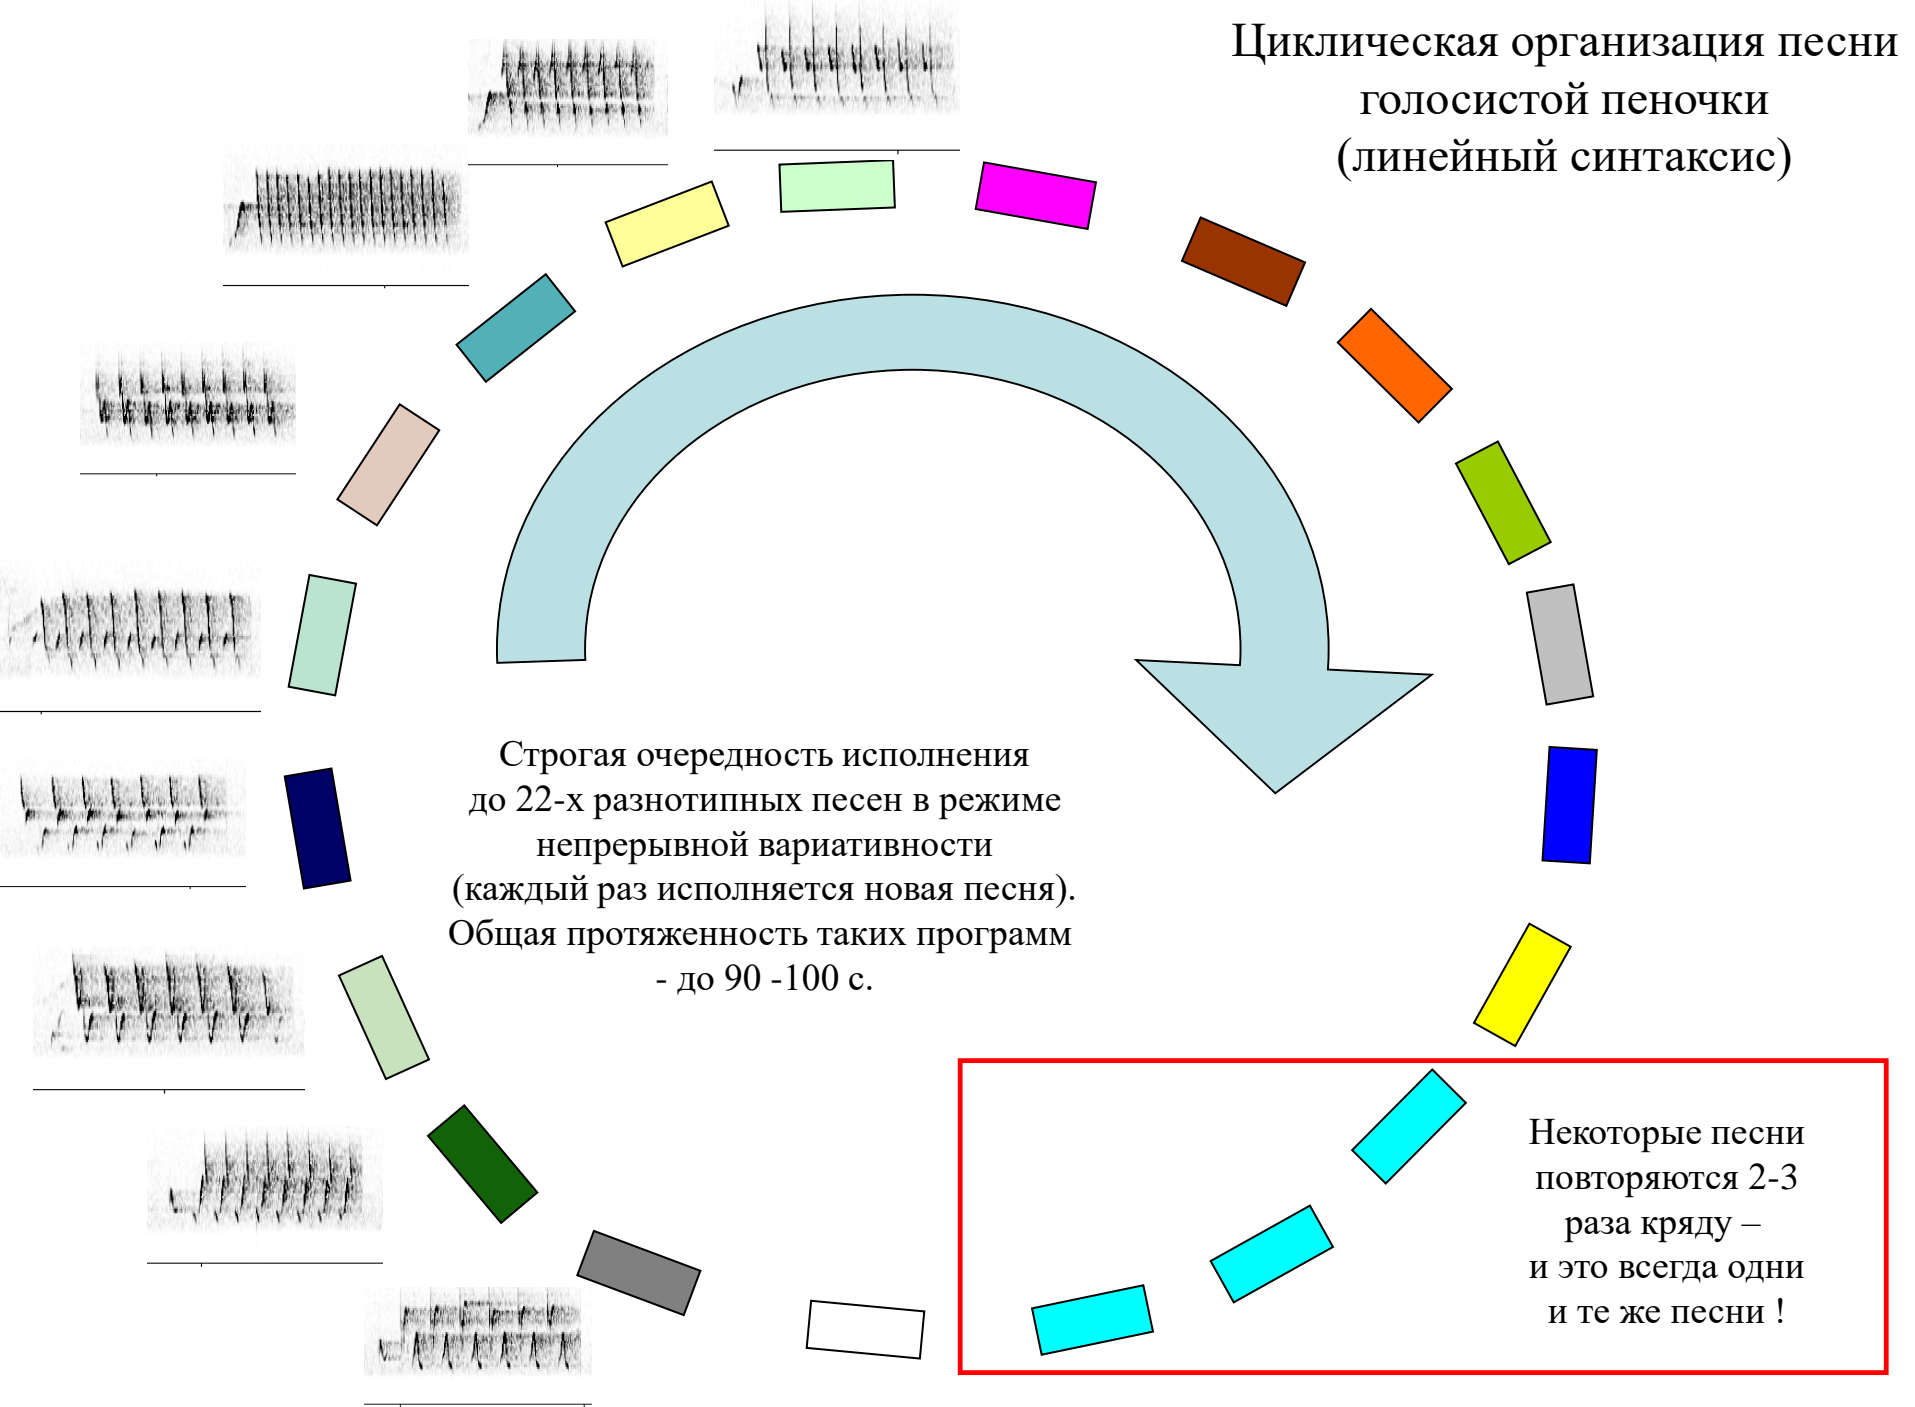 Циклическая организация песни
голосистой пеночки
(линейный синтаксис)
Строгая очередность исполнения
до 22-х разнотипных песен в режиме
непрерывной вариативности
(каждый раз исполняется новая песня).
Общая протяженность таких программ
- до 90 -100 с.
Некоторые песни
повторяются 2-3
раза кряду –
и это всегда одни
и те же песни !